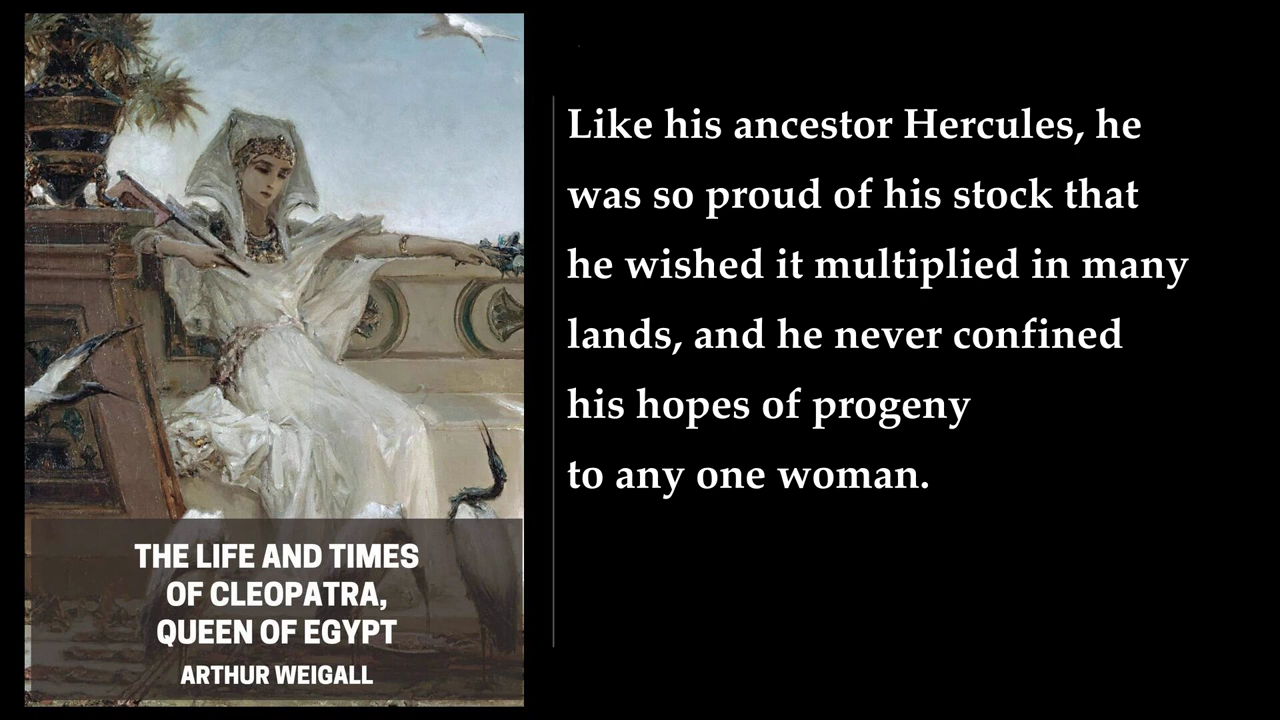 Like his ancestor Hercules, he
was so proud of his stock that
he wished it multiplied in many
lands, and he never confined
his hopes of progeny
to any one woman.
THE LIFE AND TIMES
OF CLEOPATRA,
QUEEN OF EGYPT
ARTHUR WEIGALL